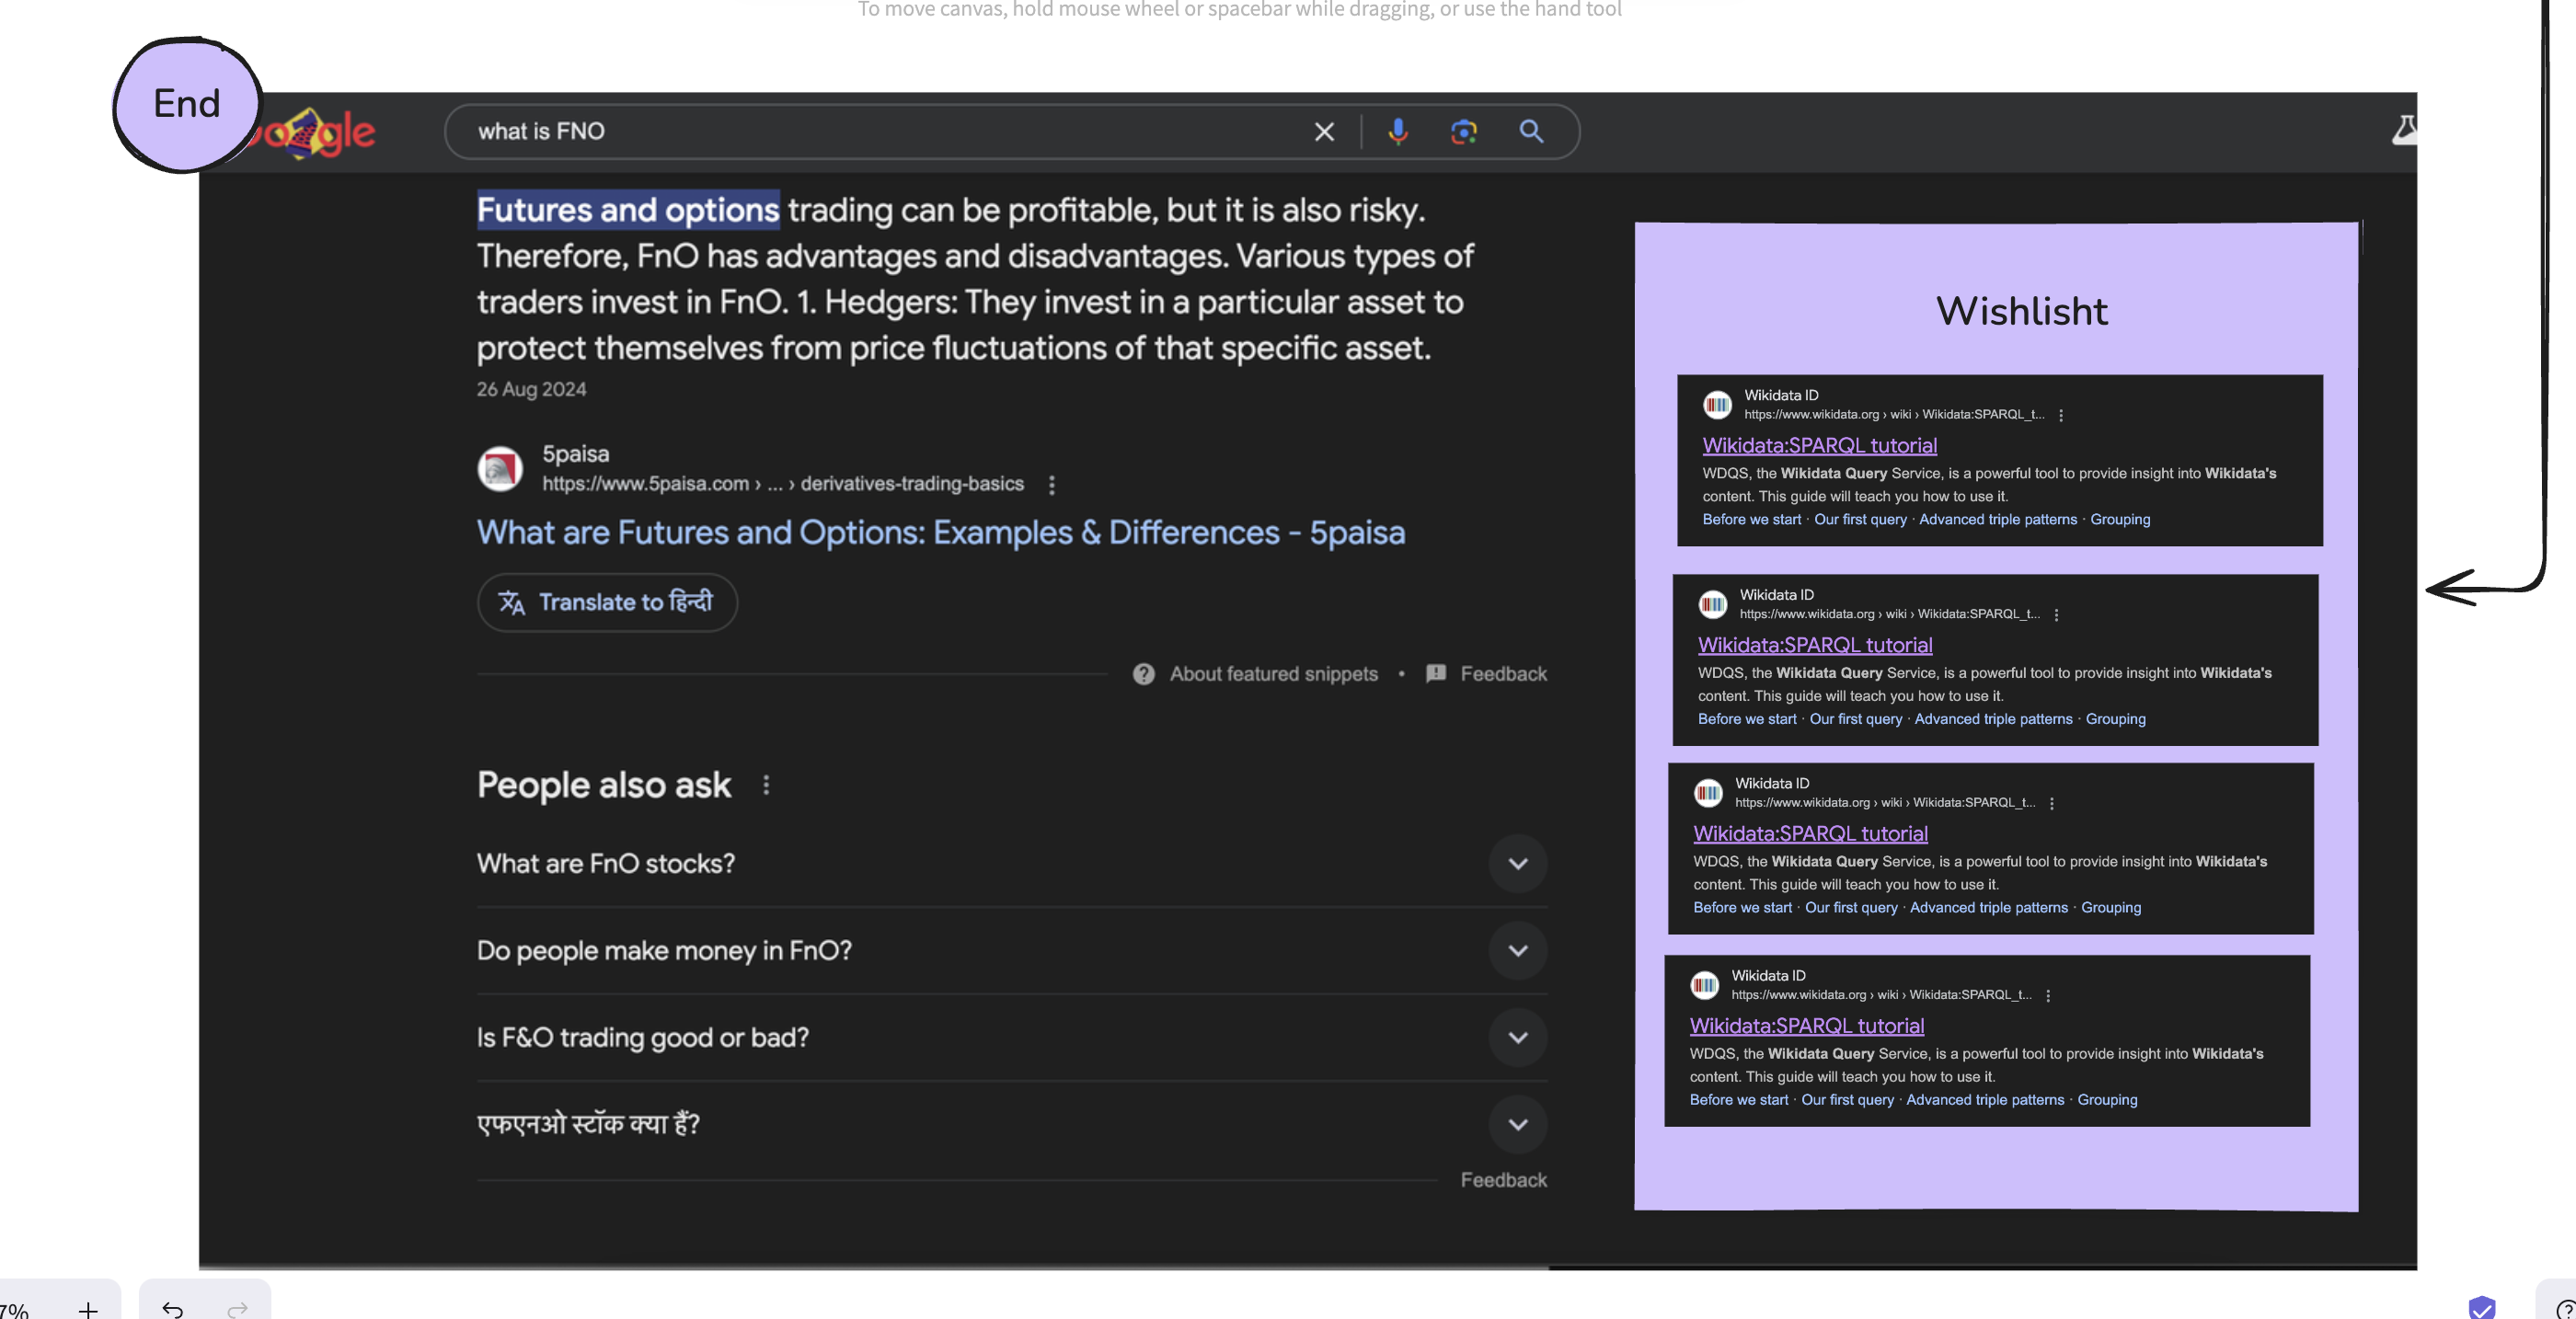 To move canvas, hold mouse wheel or spacebar while dragging, or use the hand tool
End
Google
what is FNO
Futures and options trading can be profitable, but it is also risky.
Therefore, FnO has advantages and disadvantages. Various types of
traders invest in FnO. 1. Hedgers: They invest in a particular asset to
protect themselves from price fluctuations of that specific asset.
26 Aug 2024
5paisa
https://www.5paisa.com › ... › derivatives-trading-basics
What are Futures and Options: Examples & Differences - 5paisa
Translate to हिन्दी
About featured snippets • Feedback
People also ask
What are FnO stocks?
Do people make money in FnO?
Is F&O trading good or bad?
एफएनओ स्टॉक क्या हैं?
Feedback
Wishlisht
Wikidata ID
https://www.wikidata.org › wiki › Wikidata:SPARQL_t...
Wikidata:SPARQL tutorial
WDQS, the Wikidata Query Service, is a powerful tool to provide insight into Wikidata's
content. This guide will teach you how to use it.
Before we start · Our first query · Advanced triple patterns · Grouping
Wikidata ID
https://www.wikidata.org › wiki › Wikidata:SPARQL_t...
Wikidata:SPARQL tutorial
WDQS, the Wikidata Query Service, is a powerful tool to provide insight into Wikidata's
content. This guide will teach you how to use it.
Before we start · Our first query · Advanced triple patterns · Grouping
Wikidata ID
https://www.wikidata.org › wiki › Wikidata:SPARQL_t...
Wikidata:SPARQL tutorial
WDQS, the Wikidata Query Service, is a powerful tool to provide insight into Wikidata's
content. This guide will teach you how to use it.
Before we start · Our first query · Advanced triple patterns · Grouping
Wikidata ID
https://www.wikidata.org › wiki › Wikidata:SPARQL_t...
Wikidata:SPARQL tutorial
WDQS, the Wikidata Query Service, is a powerful tool to provide insight into Wikidata's
content. This guide will teach you how to use it.
Before we start · Our first query · Advanced triple patterns · Grouping
7%